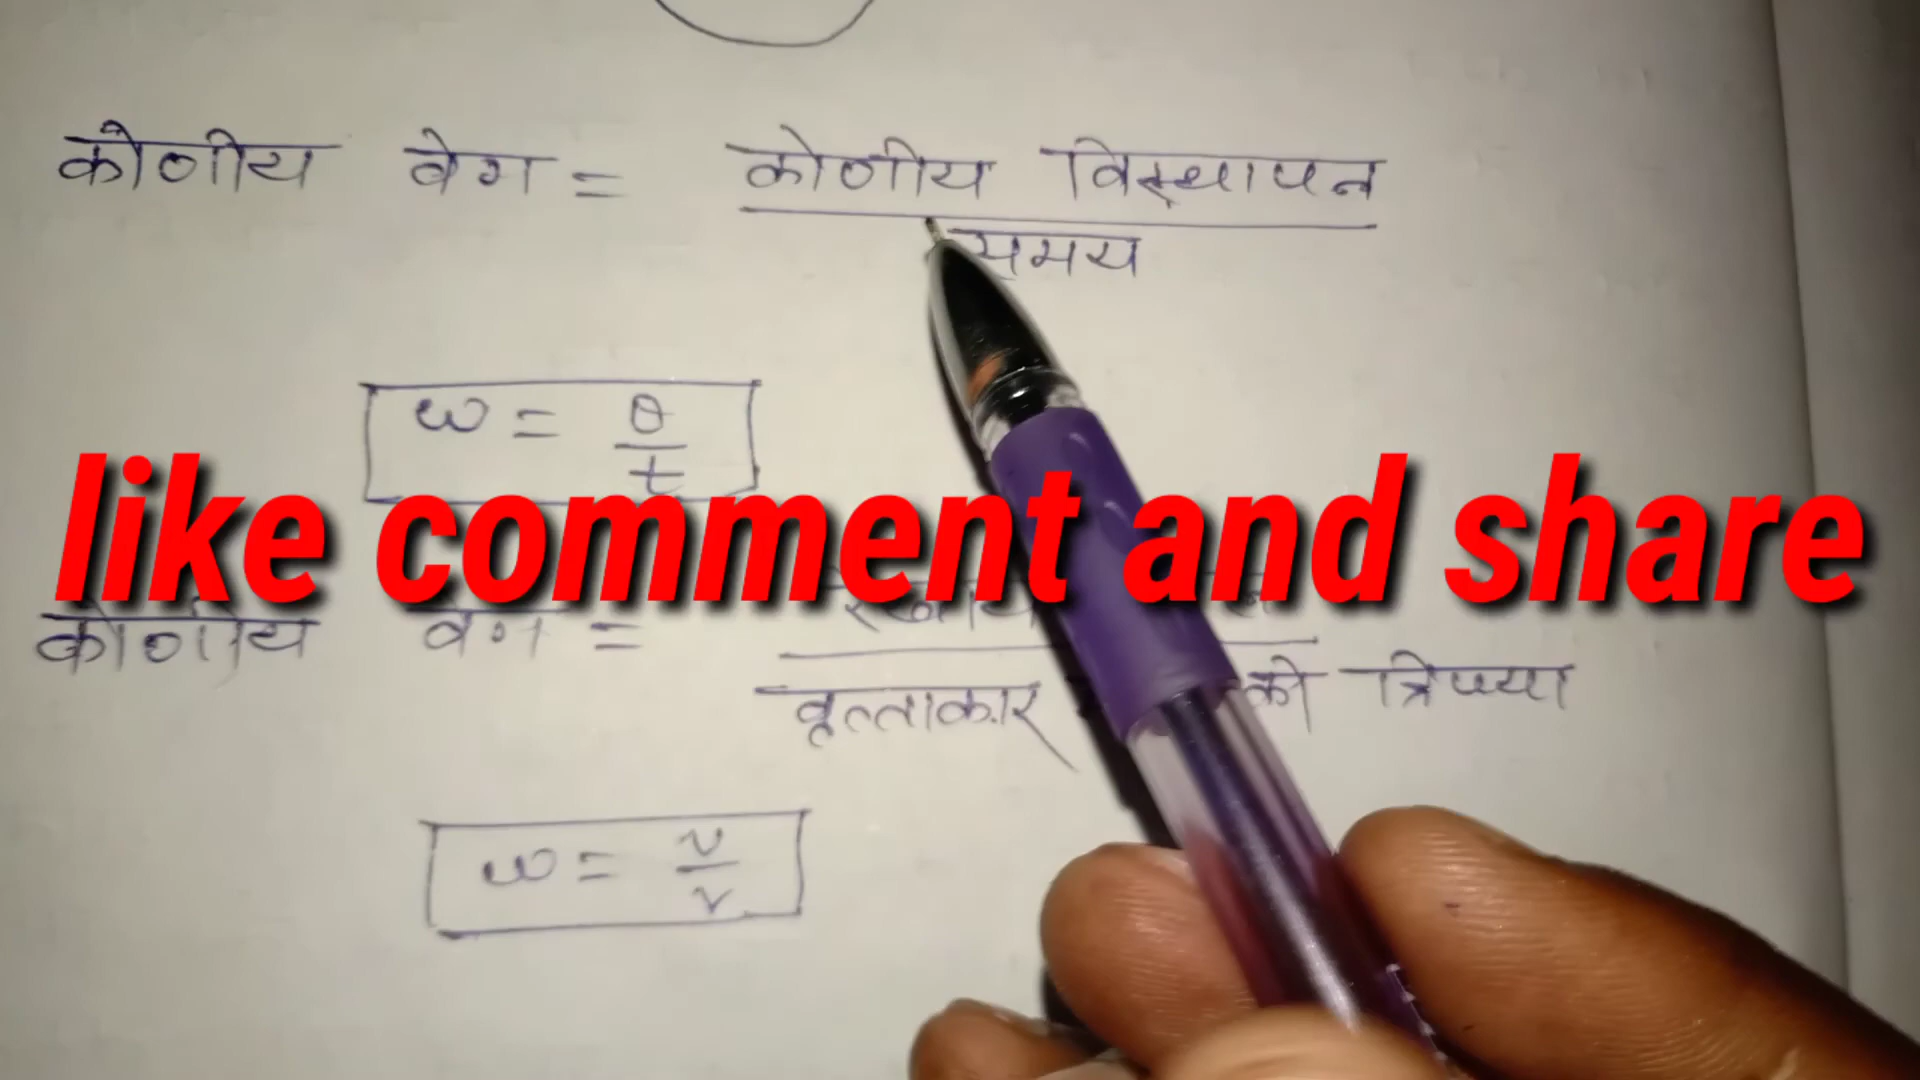 कोणीय वेग = कोणीय विस्थापन
समय
ω = θ
t
like comment and share
कोणीय वेग =
वृत्ताकार की त्रिज्या
ω = v
r